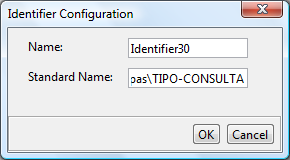 Identifier Configuration
Name: Identifier30
Standard Name: pas\TIPO-CONSULTA
OK Cancel